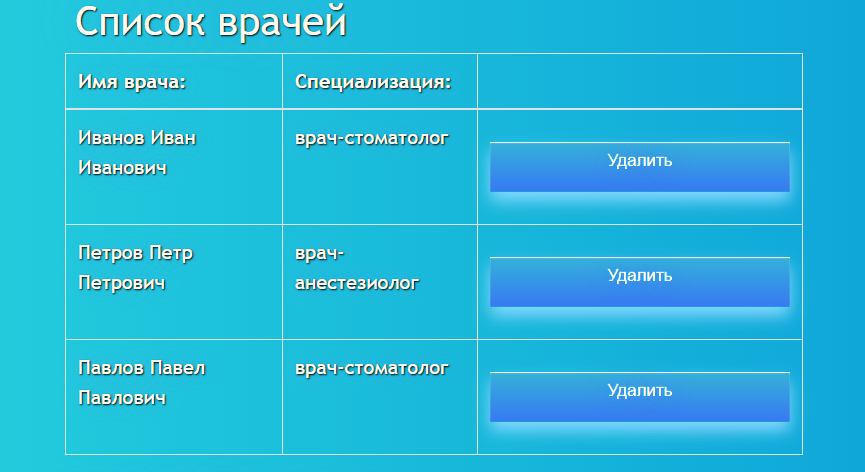 Список врачей
Имя врача: Специализация:
Иванов Иван врач-стоматолог
Иванович
Удалить
Петров Петр врач-
Петрович анестезиолог
Удалить
Павлов Павел врач-стоматолог
Павлович
Удалить